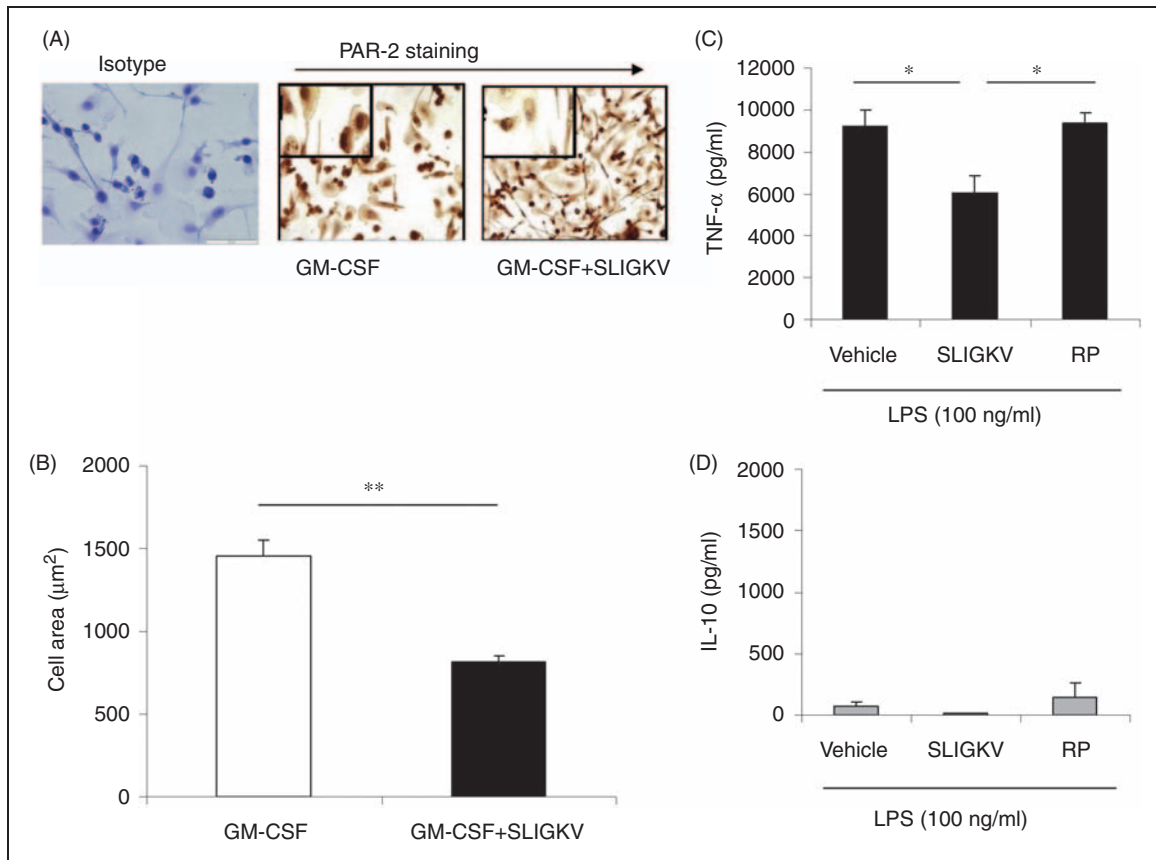 (A)
PAR-2 staining
Isotype
GM-CSF
GM-CSF+SLIGKV
(B)
Cell area (µm²)
2000
1500
1000
500
0
**
GM-CSF
GM-CSF+SLIGKV
(C)
TNF-α (pg/ml)
12000
10000
8000
6000
4000
2000
0
*
*
Vehicle
SLIGKV
RP
LPS (100 ng/ml)
(D)
IL-10 (pg/ml)
2000
1500
1000
500
0
Vehicle
SLIGKV
RP
LPS (100 ng/ml)